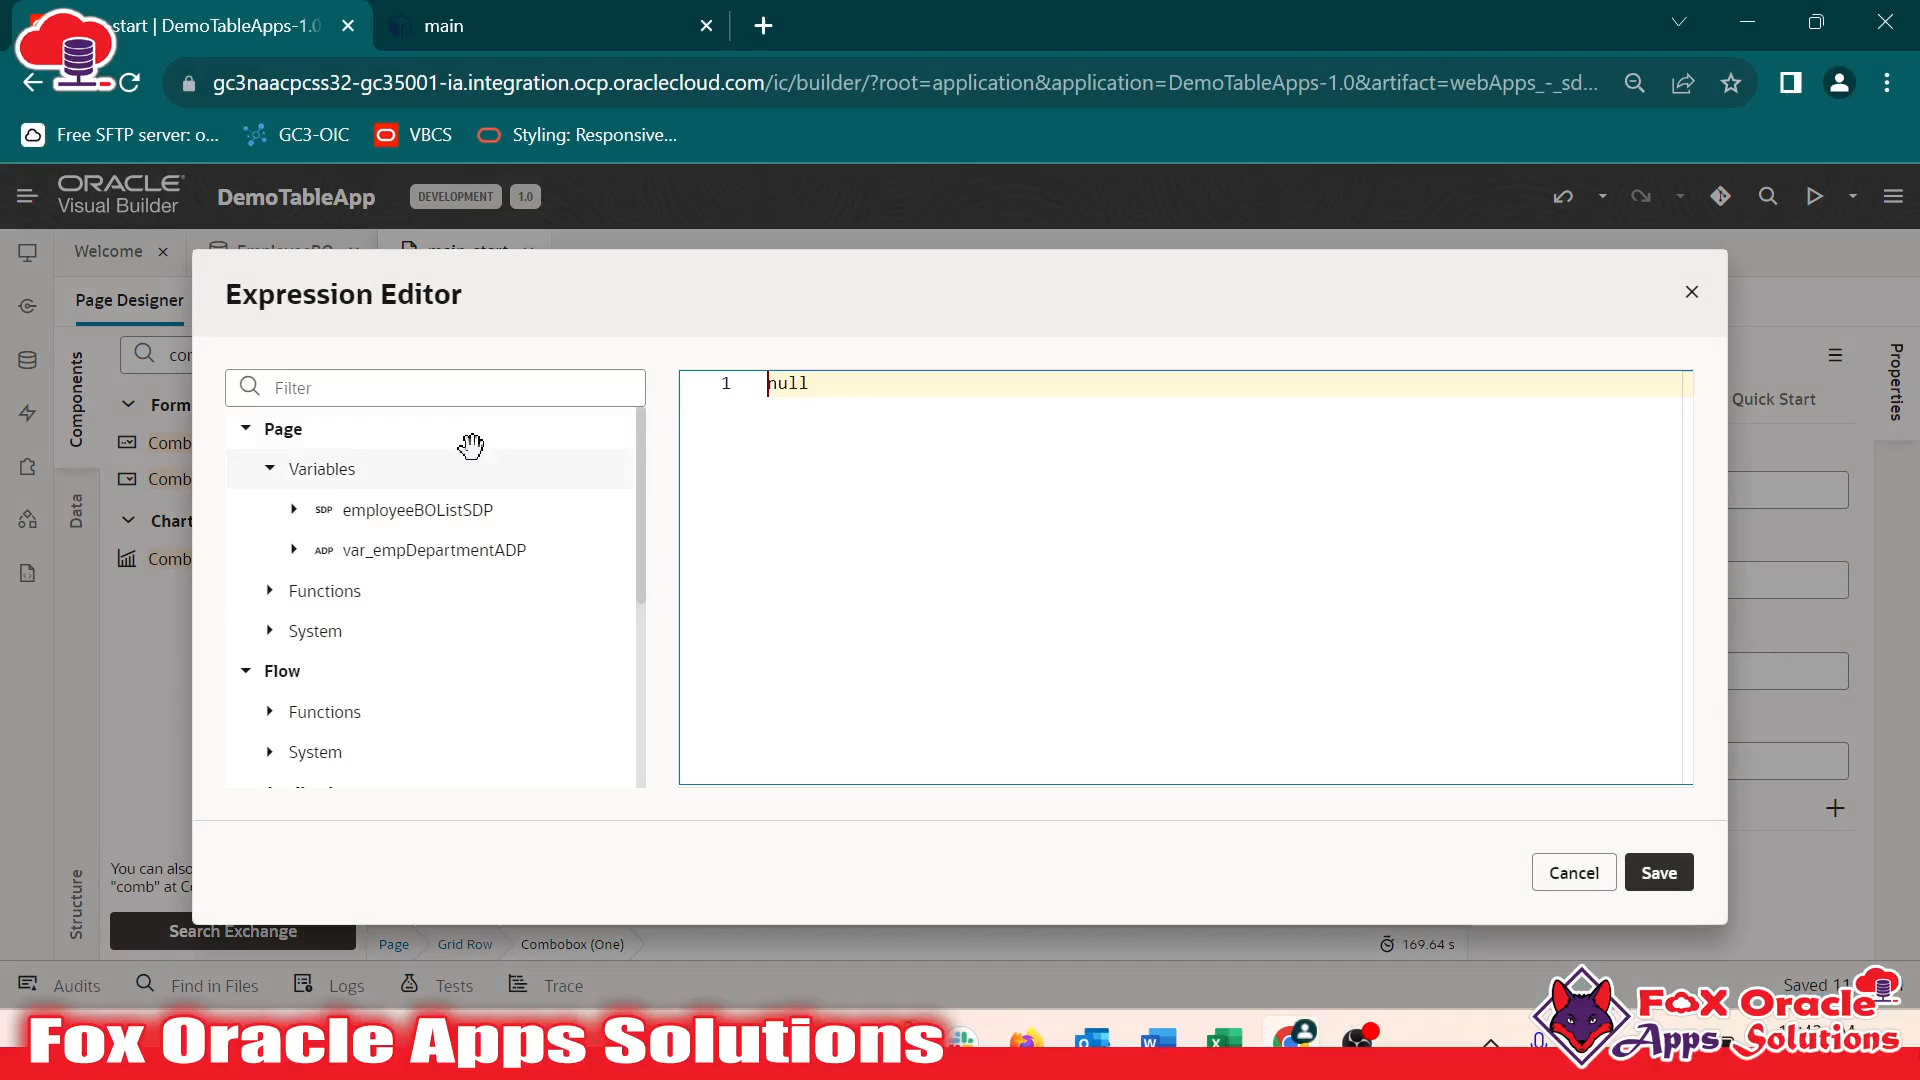 start | DemoTableApps-1.0
main
gc3naacpcss32-gc35001-ia.integration.ocp.oraclecloud.com/ic/builder/?root=application&application=DemoTableApps-1.0&artifact=webApps_-_sd...
Free SFTP server: o...
GC3-OIC
VBCS
Styling: Responsive...
ORACLE
Visual Builder
DemoTableApp
DEVELOPMENT
1.0
Welcome
Page Designer
Expression Editor
Components
Data
Structure
Properties
Quick Start
Filter
1 null
Page
Variables
SDP employeeBOListSDP
ADP var_empDepartmentADP
Functions
System
Flow
Functions
System
Form
Comb
Comb
Chart
Comb
You can also
"comb" at C
Search Exchange
Cancel
Save
Page
Grid Row
Combobox (One)
169.64 s
Audits
Find in Files
Logs
Tests
Trace
Saved 11
Fox Oracle Apps Solutions
Fox Oracle
Apps Solutions